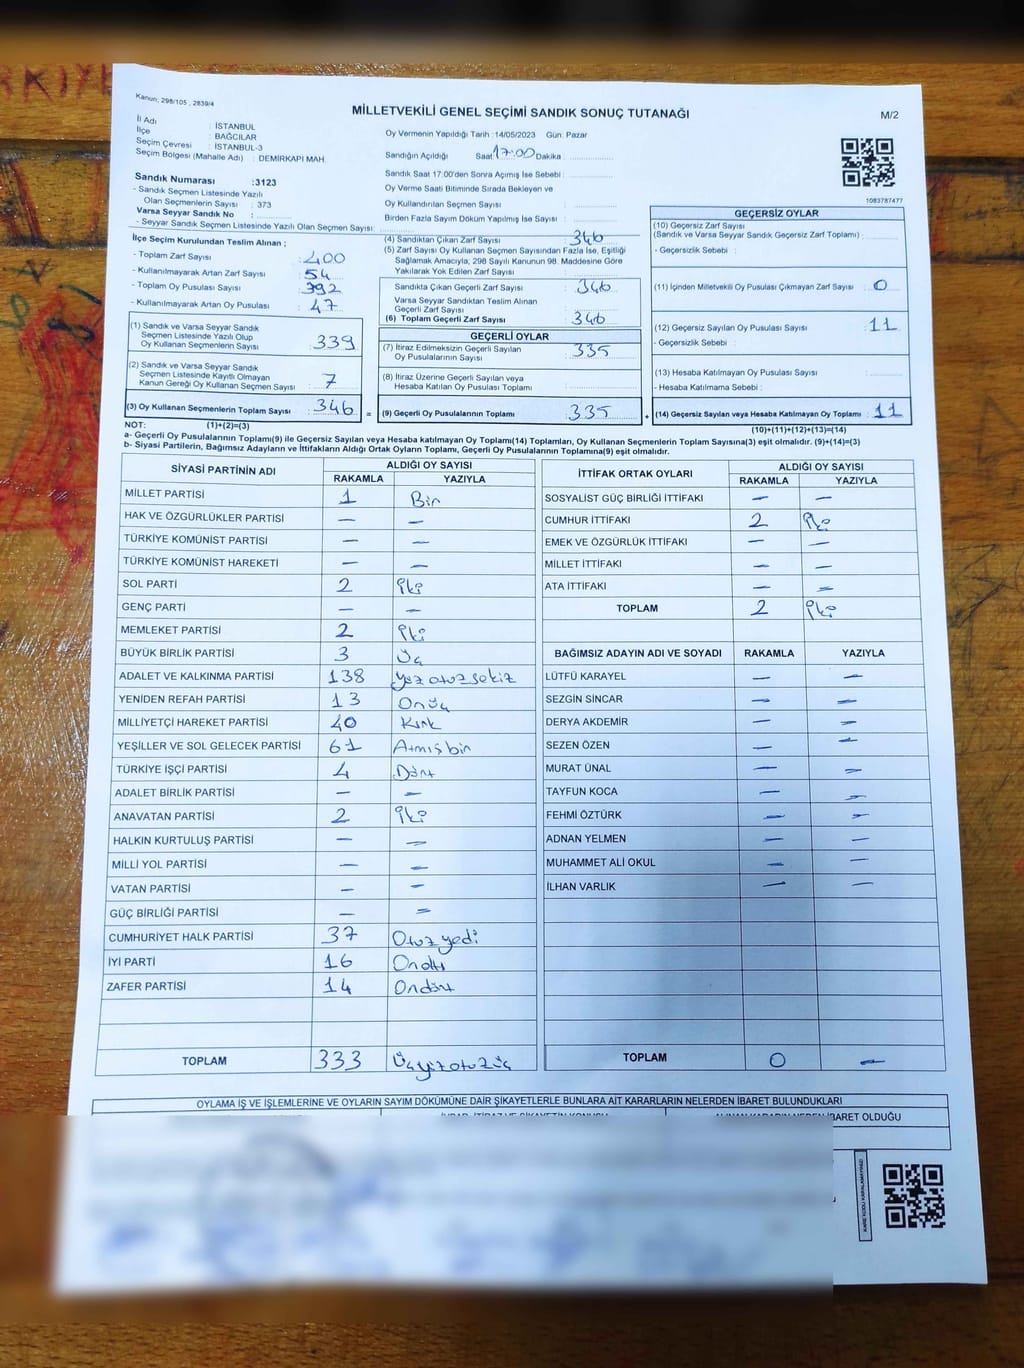 Kanun; 298/105 , 2839/4
MİLLETVEKİLİ GENEL SEÇİMİ SANDIK SONUÇ TUTANAĞI
M/2
İl Adı : İSTANBUL
İlçe : BAĞCILAR
Seçim Çevresi : İSTANBUL-3
Seçim Bölgesi (Mahalle Adı) : DEMİRKAPI MAH.
Sandık Numarası :3123
- Sandık Seçmen Listesinde Yazılı
Olan Seçmenlerin Sayısı : 373
Varsa Seyyar Sandık No :
- Seyyar Sandık Seçmen Listesinde Yazılı Olan Seçmen Sayısı:
Oy Vermenin Yapıldığı Tarih :14/05/2023 Gün: Pazar
Sandığın Açıldığı Saat 17:00 Dakika :
Sandık Saat 17:00'den Sonra Açımış İse Sebebi :
Oy Verme Saati Bitiminde Sırada Bekleyen ve
Oy Kullandırılan Seçmen Sayısı :
Birden Fazla Sayım Döküm Yapılmış İse Sayısı :
1083787477
İlçe Seçim Kurulundan Teslim Alınan ;
- Toplam Zarf Sayısı : 400
- Kullanılmayarak Artan Zarf Sayısı : 54
- Toplam Oy Pusulası Sayısı : 392
- Kullanılmayarak Artan Oy Pusulası : 47
(1) Sandık ve Varsa Seyyar Sandık
Seçmen Listesinde Yazılı Olup
Oy Kullanan Seçmenlerin Sayısı : 339
(2) Sandık ve Varsa Seyyar Sandık
Seçmen Listesinde Kayıtlı Olmayan
Kanun Gereği Oy Kullanan Seçmen Sayısı : 7
(3) Oy Kullanan Seçmenlerin Toplam Sayısı : 346
(1)+(2)=(3)
(4) Sandıktan Çıkan Zarf Sayısı : 346
(5) Zarf Sayısı Oy Kullanan Seçmen Sayısından Fazla İse, Eşitliği
Sağlamak Amacıyla; 298 Sayılı Kanunun 98. Maddesine Göre
Yakılarak Yok Edilen Zarf Sayısı :
Sandıkta Çıkan Geçerli Zarf Sayısı : 346
Varsa Seyyar Sandıktan Teslim Alınan
Geçerli Zarf Sayısı :
(6) Toplam Geçerli Zarf Sayısı : 346
GEÇERLİ OYLAR
(7) İtiraz Edilmeksizin Geçerli Sayılan
Oy Pusulalarının Sayısı : 335
(8) İtiraz Üzerine Geçerli Sayılan veya
Hesaba Katılan Oy Pusulası Toplamı :
= (9) Geçerli Oy Pusulalarının Toplamı : 335
GEÇERSİZ OYLAR
(10) Geçersiz Zarf Sayısı
(Sandık ve Varsa Seyyar Sandık Geçersiz Zarf Toplamı) :
- Geçersizlik Sebebi :
(11) İçinden Milletvekili Oy Pusulası Çıkmayan Zarf Sayısı : 0
(12) Geçersiz Sayılan Oy Pusulası Sayısı : 11
- Geçersizlik Sebebi :
(13) Hesaba Katılmayan Oy Pusulası Sayısı :
- Hesaba Katılmama Sebebi :
+ (14) Geçersiz Sayılan veya Hesaba Katılmayan Oy Toplamı : 11
(10)+(11)+(12)+(13)=(14)
NOT:
a- Geçerli Oy Pusulalarının Toplamı(9) ile Geçersiz Sayılan veya Hesaba katılmayan Oy Toplamı(14) Toplamları, Oy Kullanan Seçmenlerin Toplam Sayısına(3) eşit olmalıdır. (9)+(14)=(3)
b- Siyasi Partilerin, Bağımsız Adayların ve İttifakların Aldığı Ortak Oyların Toplamı, Geçerli Oy Pusulalarının Toplamına(9) eşit olmalıdır.
SİYASİ PARTİNİN ADI ALDIĞI OY SAYISI
RAKAMLA YAZIYLA
MİLLET PARTİSİ 1 Bir
HAK VE ÖZGÜRLÜKLER PARTİSİ — —
TÜRKİYE KOMÜNİST PARTİSİ — —
TÜRKİYE KOMÜNİST HAREKETİ — —
SOL PARTİ 2 İki
GENÇ PARTİ — —
MEMLEKET PARTİSİ 2 İki
BÜYÜK BİRLİK PARTİSİ 3 Üç
ADALET VE KALKINMA PARTİSİ 138 Yüz otuz sekiz
YENİDEN REFAH PARTİSİ 13 Onüç
MİLLİYETÇİ HAREKET PARTİSİ 40 Kırk
YEŞİLLER VE SOL GELECEK PARTİSİ 61 Atmış bir
TÜRKİYE İŞÇİ PARTİSİ 4 Dört
ADALET BİRLİK PARTİSİ — —
ANAVATAN PARTİSİ 2 İki
HALKIN KURTULUŞ PARTİSİ — —
MİLLİ YOL PARTİSİ — —
VATAN PARTİSİ — —
GÜÇ BİRLİĞİ PARTİSİ — —
CUMHURİYET HALK PARTİSİ 37 Otuz yedi
İYİ PARTİ 16 Onaltı
ZAFER PARTİSİ 14 Ondört
TOPLAM 333 Üçyüz otuz üç
İTTİFAK ORTAK OYLARI ALDIĞI OY SAYISI
RAKAMLA YAZIYLA
SOSYALİST GÜÇ BİRLİĞİ İTTİFAKI — —
CUMHUR İTTİFAKI 2 İki
EMEK VE ÖZGÜRLÜK İTTİFAKI — —
MİLLET İTTİFAKI — —
ATA İTTİFAKI — —
TOPLAM 2 İki
BAĞIMSIZ ADAYIN ADI VE SOYADI RAKAMLA YAZIYLA
LÜTFÜ KARAYEL — —
SEZGİN SİNCAR — —
DERYA AKDEMİR — —
SEZEN ÖZEN — —
MURAT ÜNAL — —
TAYFUN KOCA — —
FEHMİ ÖZTÜRK — —
ADNAN YELMEN — —
MUHAMMET ALİ OKUL — —
İLHAN VARLIK — —
TOPLAM 0 —
OYLAMA İŞ VE İŞLEMLERİNE VE OYLARIN SAYIM DÖKÜMÜNE DAİR ŞİKAYETLERLE BUNLARA AİT KARARLARIN NELERDEN İBARET BULUNDUKLARI
İBARET OLDUĞU
KARE KODU KARALAMAYINIZ!